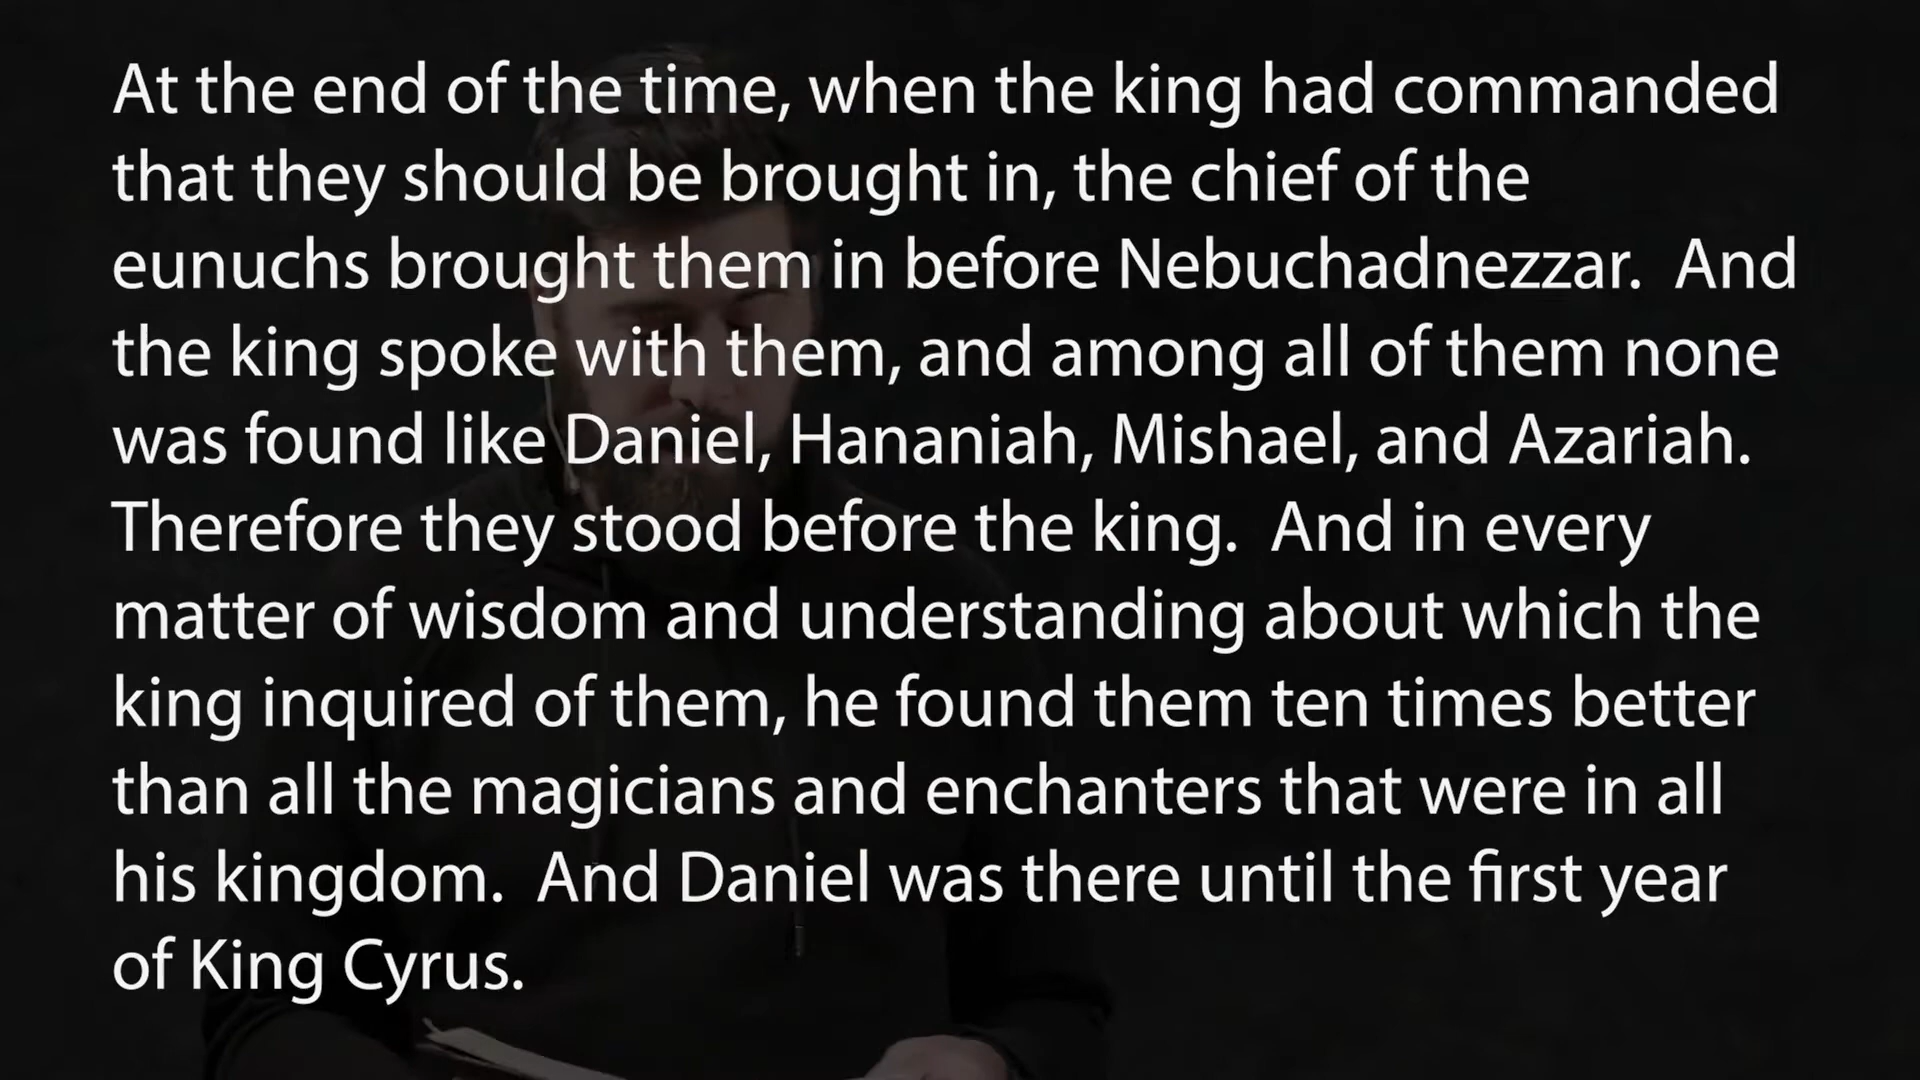 At the end of the time, when the king had commanded
that they should be brought in, the chief of the
eunuchs brought them in before Nebuchadnezzar.  And
the king spoke with them, and among all of them none
was found like Daniel, Hananiah, Mishael, and Azariah.
Therefore they stood before the king.  And in every
matter of wisdom and understanding about which the
king inquired of them, he found them ten times better
than all the magicians and enchanters that were in all
his kingdom.  And Daniel was there until the first year
of King Cyrus.